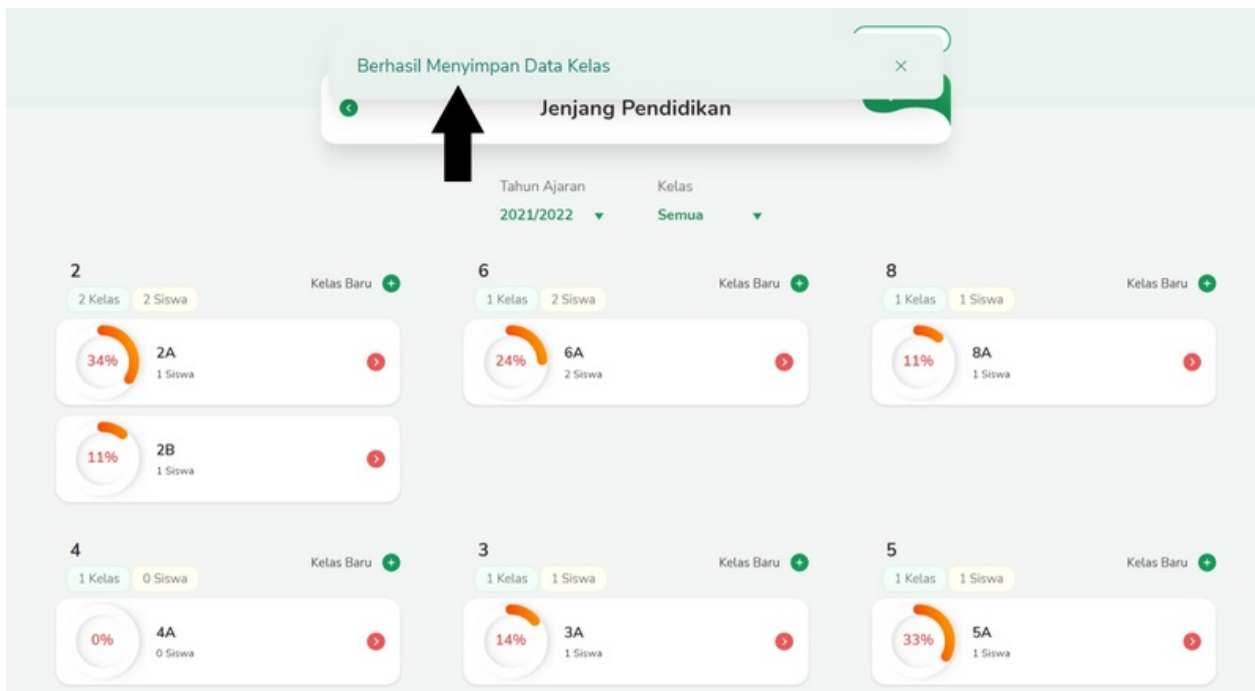 Berhasil Menyimpan Data Kelas
Jenjang Pendidikan
Tahun Ajaran
Kelas
2021/2022
Semua
2
Kelas Baru
2 Kelas
2 Siswa
34%
2A
1 Siswa
11%
2B
1 Siswa
6
Kelas Baru
1 Kelas
2 Siswa
24%
6A
2 Siswa
8
Kelas Baru
1 Kelas
1 Siswa
11%
8A
1 Siswa
4
Kelas Baru
1 Kelas
0 Siswa
0%
4A
0 Siswa
3
Kelas Baru
1 Kelas
1 Siswa
14%
3A
1 Siswa
5
Kelas Baru
1 Kelas
1 Siswa
33%
5A
1 Siswa